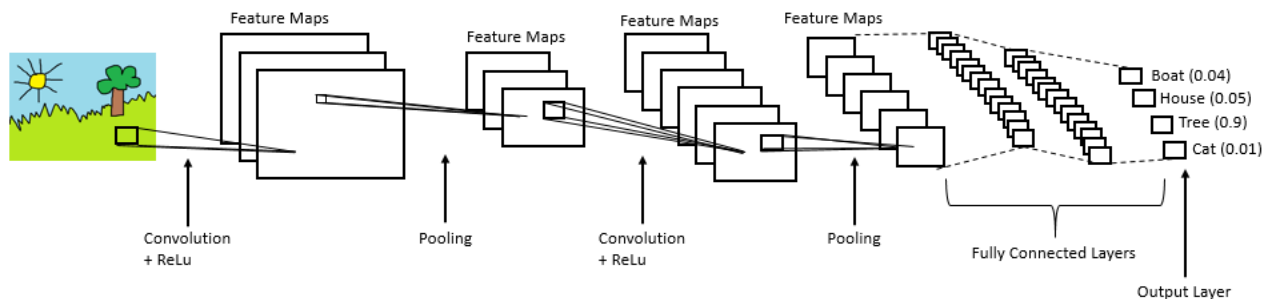 Feature Maps
Feature Maps
Feature Maps
Feature Maps
Boat (0.04)
House (0.05)
Tree (0.9)
Cat (0.01)
Convolution
+ ReLu
Pooling
Convolution
+ ReLu
Pooling
Fully Connected Layers
Output Layer